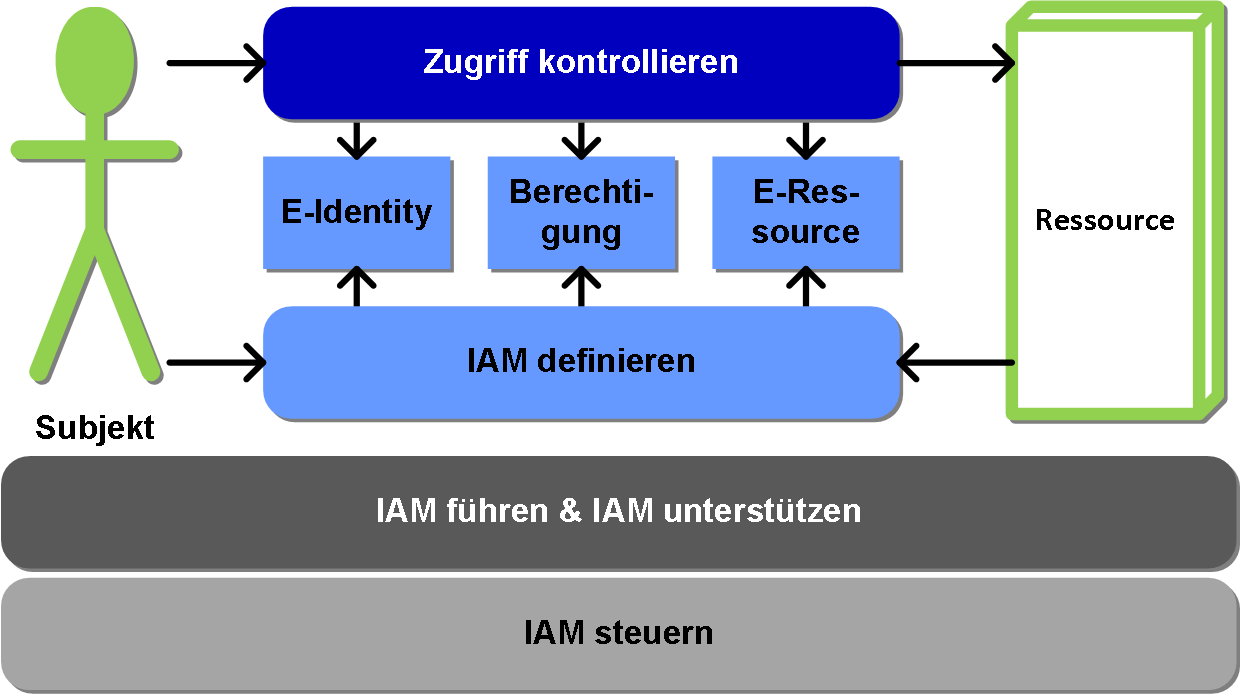 Zugriff kontrollieren
E-Identity
Berechti-
gung
E-Res-
source
Ressource
IAM definieren
Subjekt
IAM führen & IAM unterstützen
IAM steuern